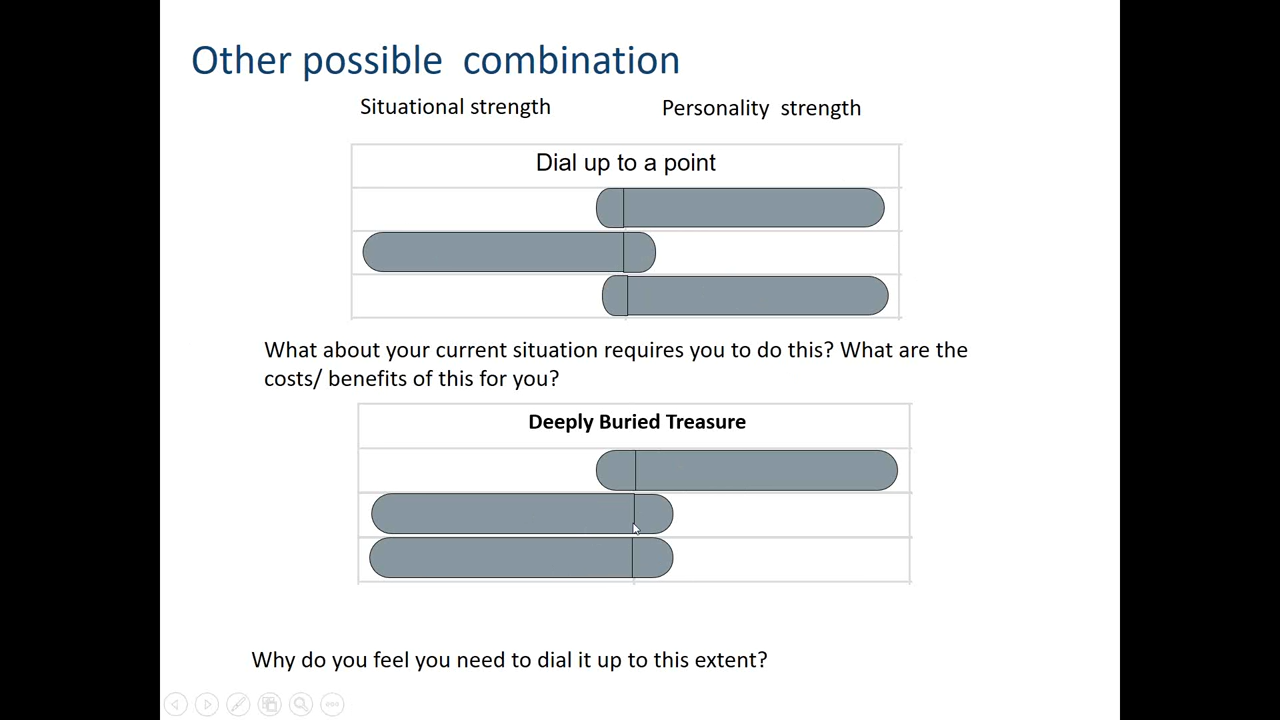 Other possible  combination
Situational strength
Personality  strength
Dial up to a point
What about your current situation requires you to do this? What are the
costs/ benefits of this for you?
Deeply Buried Treasure
Why do you feel you need to dial it up to this extent?